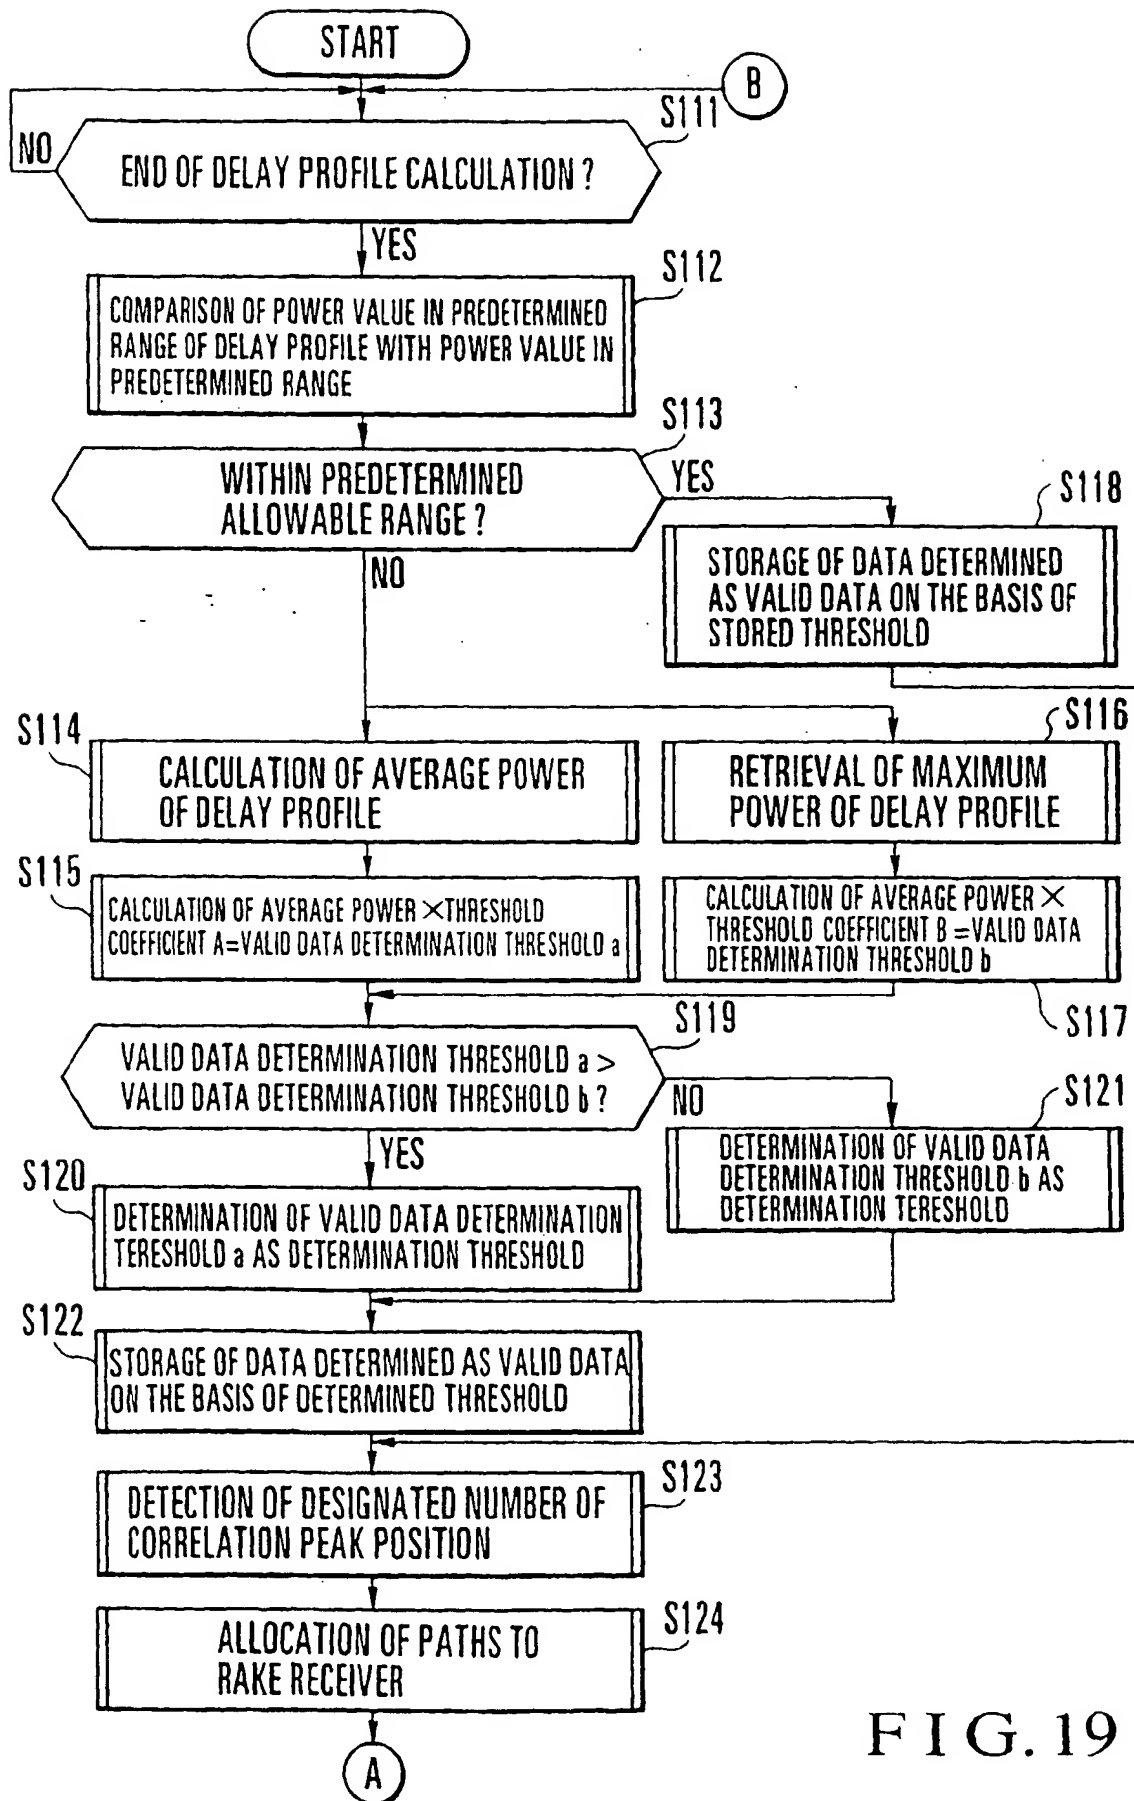 START
B
S111
NO
END OF DELAY PROFILE CALCULATION ?
YES
S112
COMPARISON OF POWER VALUE IN PREDETERMINED
RANGE OF DELAY PROFILE WITH POWER VALUE IN
PREDETERMINED RANGE
S113
WITHIN PREDETERMINED
ALLOWABLE RANGE ?
YES
NO
S118
STORAGE OF DATA DETERMINED
AS VALID DATA ON THE BASIS OF
STORED THRESHOLD
S114
CALCULATION OF AVERAGE POWER
OF DELAY PROFILE
S116
RETRIEVAL OF MAXIMUM
POWER OF DELAY PROFILE
S115
CALCULATION OF AVERAGE POWER ×THRESHOLD
COEFFICIENT A=VALID DATA DETERMINATION THRESHOLD a
CALCULATION OF AVERAGE POWER ×
THRESHOLD COEFFICIENT B =VALID DATA
DETERMINATION THRESHOLD b
S117
S119
VALID DATA DETERMINATION THRESHOLD a >
VALID DATA DETERMINATION THRESHOLD b ?
NO
YES
S121
DETERMINATION OF VALID DATA
DETERMINATION THRESHOLD b AS
DETERMINATION TERESHOLD
S120
DETERMINATION OF VALID DATA DETERMINATION
TERESHOLD a AS DETERMINATION THRESHOLD
S122
STORAGE OF DATA DETERMINED AS VALID DATA
ON THE BASIS OF DETERMINED THRESHOLD
S123
DETECTION OF DESIGNATED NUMBER OF
CORRELATION PEAK POSITION
S124
ALLOCATION OF PATHS TO
RAKE RECEIVER
A
FIG. 19